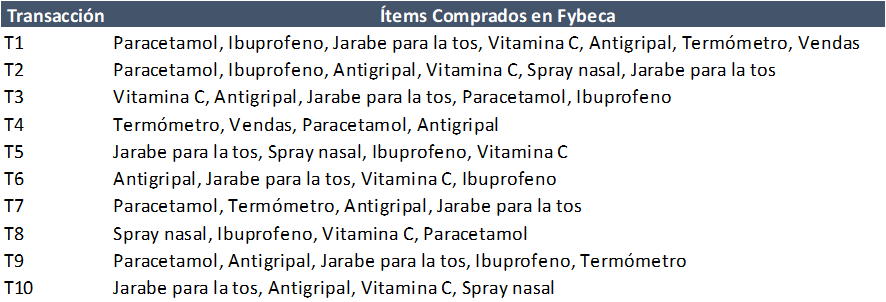 Transacción Ítems Comprados en Fybeca
T1 Paracetamol, Ibuprofeno, Jarabe para la tos, Vitamina C, Antigripal, Termómetro, Vendas
T2 Paracetamol, Ibuprofeno, Antigripal, Vitamina C, Spray nasal, Jarabe para la tos
T3 Vitamina C, Antigripal, Jarabe para la tos, Paracetamol, Ibuprofeno
T4 Termómetro, Vendas, Paracetamol, Antigripal
T5 Jarabe para la tos, Spray nasal, Ibuprofeno, Vitamina C
T6 Antigripal, Jarabe para la tos, Vitamina C, Ibuprofeno
T7 Paracetamol, Termómetro, Antigripal, Jarabe para la tos
T8 Spray nasal, Ibuprofeno, Vitamina C, Paracetamol
T9 Paracetamol, Antigripal, Jarabe para la tos, Ibuprofeno, Termómetro
T10 Jarabe para la tos, Antigripal, Vitamina C, Spray nasal